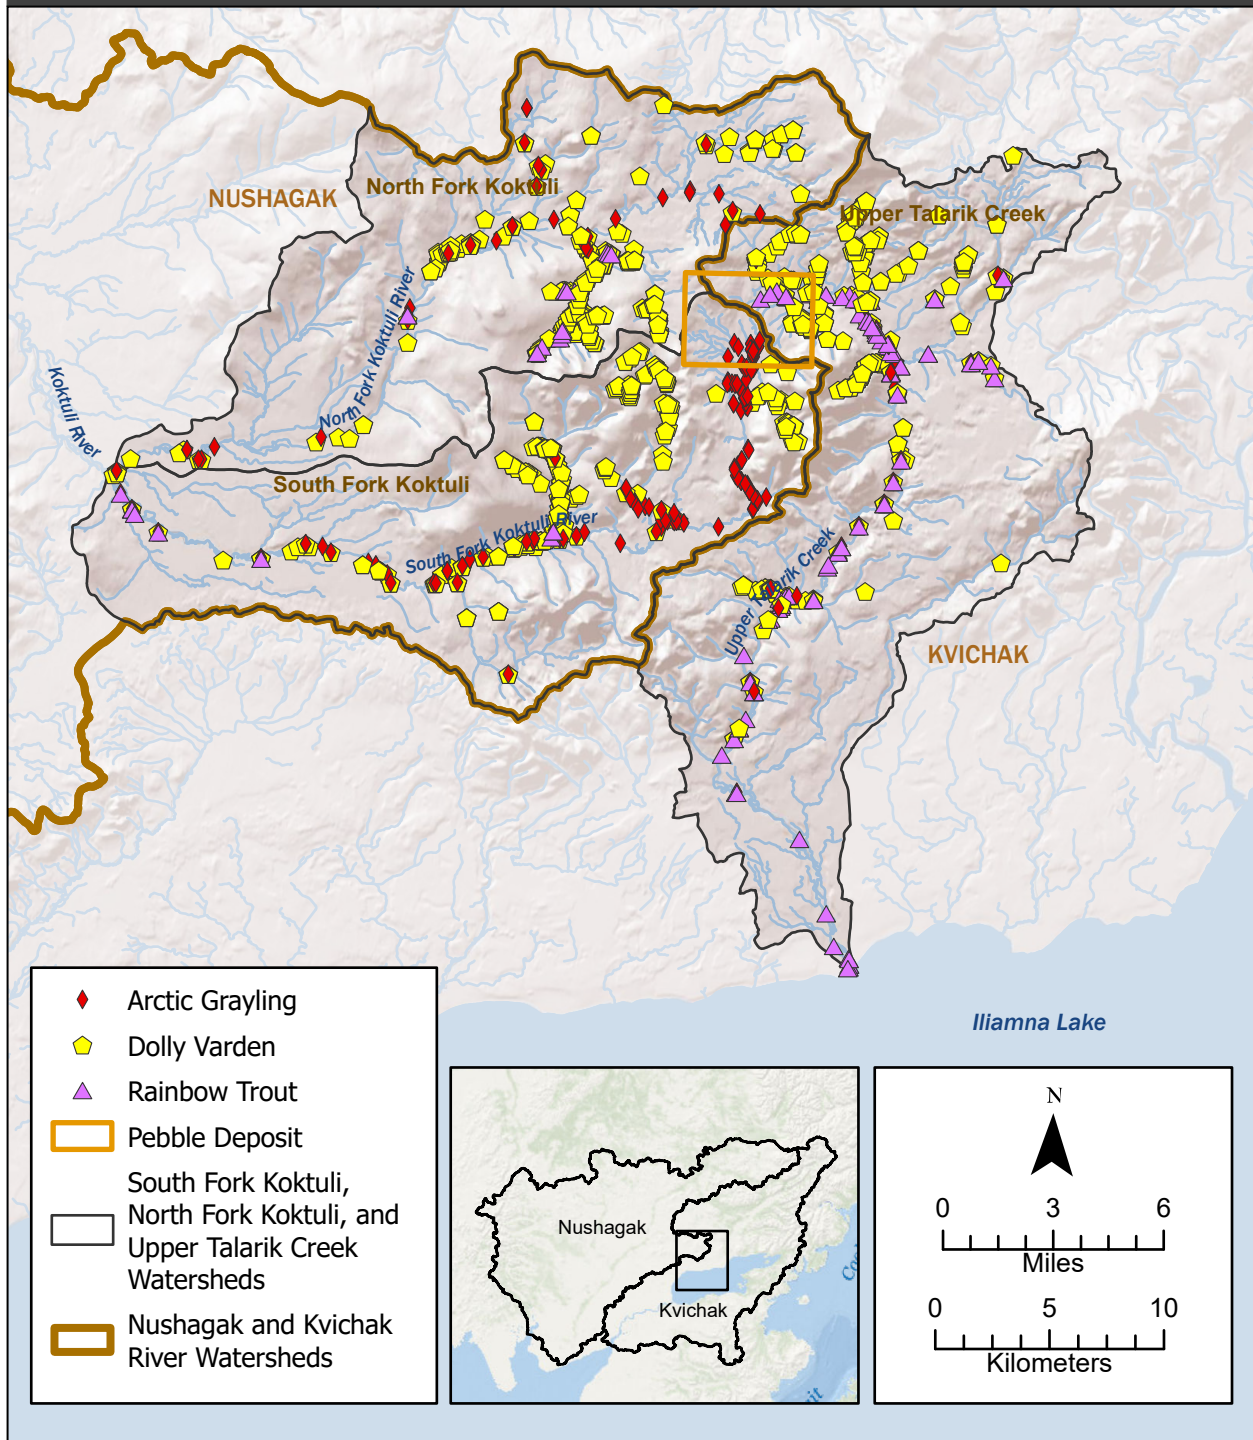 NUSHAGAK
North Fork Koktuli
Upper Talarik Creek
North Fork Koktuli River
Koktuli River
South Fork Koktuli
South Fork Koktuli River
Upper Talarik Creek
KVICHAK
Iliamna Lake
Arctic Grayling
Dolly Varden
Rainbow Trout
Pebble Deposit
South Fork Koktuli,
North Fork Koktuli, and
Upper Talarik Creek
Watersheds
Nushagak and Kvichak
River Watersheds
Nushagak
Kvichak
N
0 3 6
Miles
0 5 10
Kilometers